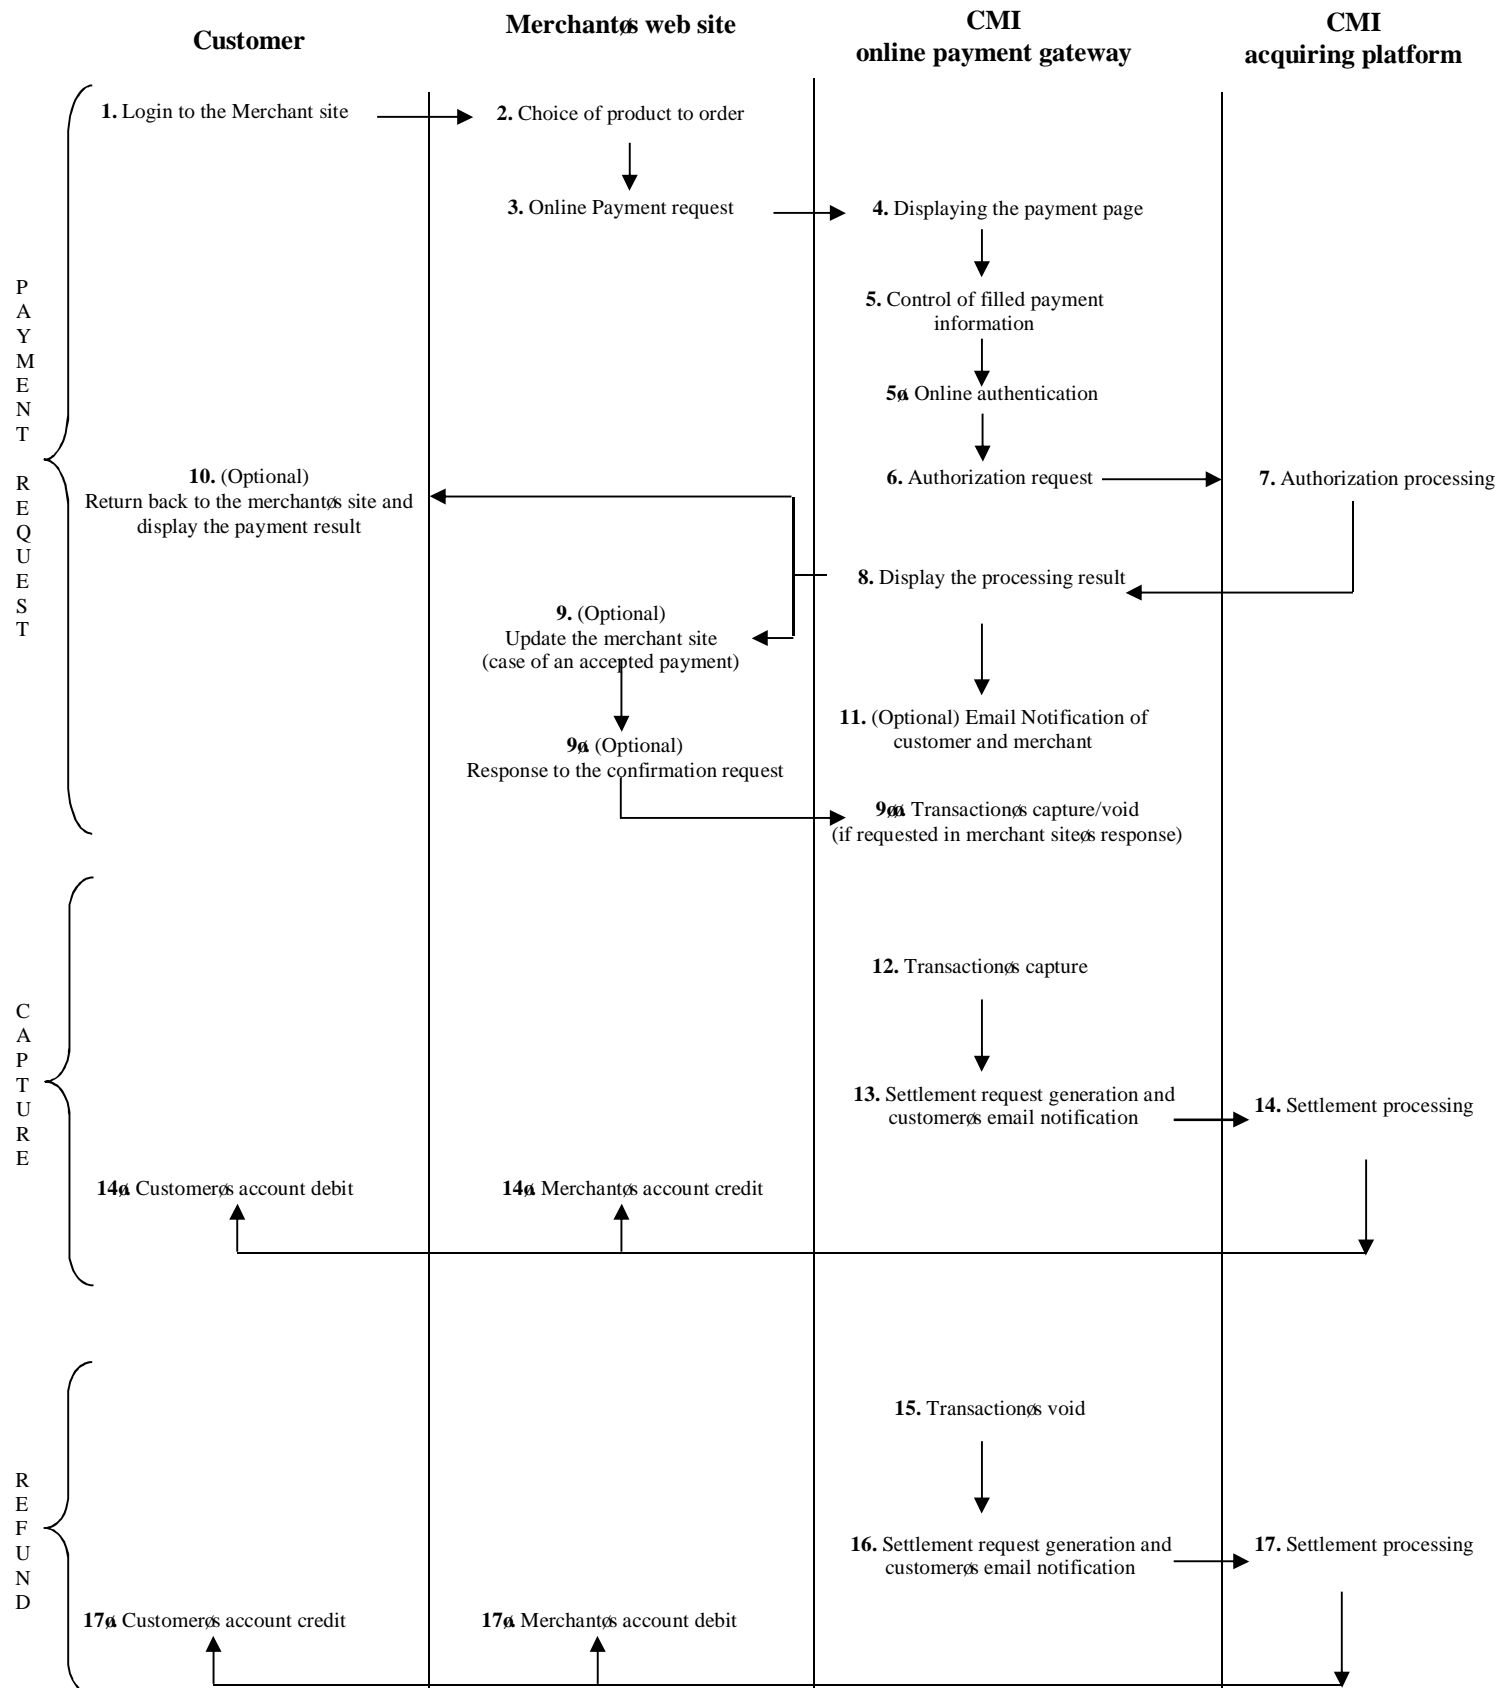 Customer
Merchantøs web site
CMI
online payment gateway
CMI
acquiring platform
1. Login to the Merchant site
2. Choice of product to order
3. Online Payment request
4. Displaying the payment page
5. Control of filled payment
information
5ø. Online authentication
6. Authorization request
7. Authorization processing
10. (Optional)
Return back to the merchantøs site and
display the payment result
8. Display the processing result
9. (Optional)
Update the merchant site
(case of an accepted payment)
11. (Optional) Email Notification of
customer and merchant
9ø. (Optional)
Response to the confirmation request
9øø. Transactionøs capture/void
(if requested in merchant siteøs response)
PAYMENT REQUEST
12. Transactionøs capture
13. Settlement request generation and
customerøs email notification
14. Settlement processing
14ø. Customerøs account debit
14ø. Merchantøs account credit
CAPTURE
15. Transactionøs void
16. Settlement request generation and
customerøs email notification
17. Settlement processing
17ø. Customerøs account credit
17ø. Merchantøs account debit
REFUND